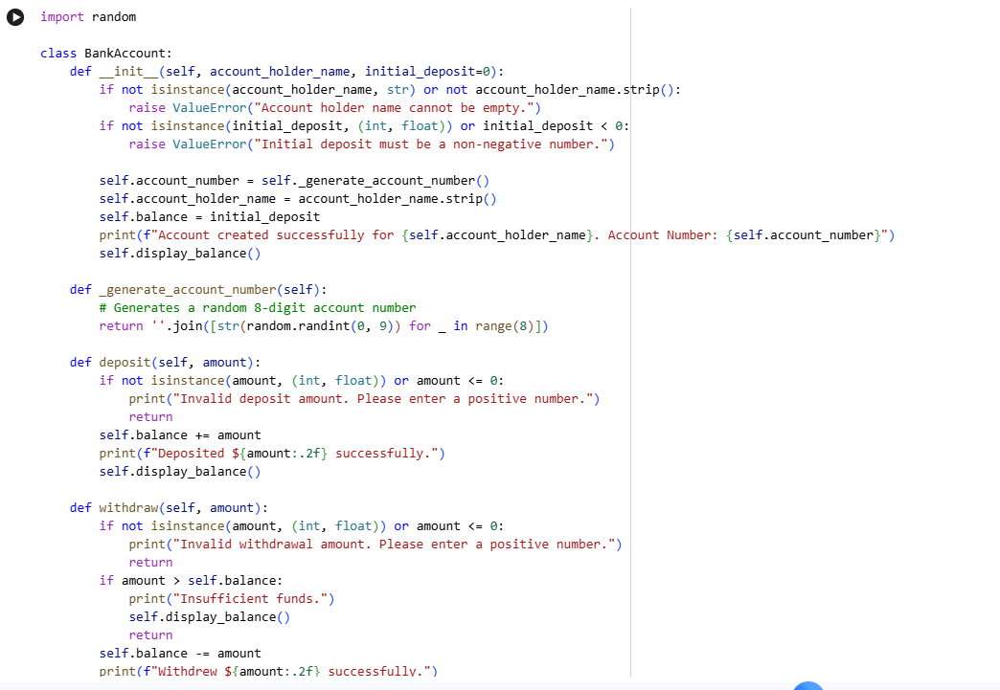 import random

class BankAccount:
    def __init__(self, account_holder_name, initial_deposit=0):
        if not isinstance(account_holder_name, str) or not account_holder_name.strip():
            raise ValueError("Account holder name cannot be empty.")
        if not isinstance(initial_deposit, (int, float)) or initial_deposit < 0:
            raise ValueError("Initial deposit must be a non-negative number.")

        self.account_number = self._generate_account_number()
        self.account_holder_name = account_holder_name.strip()
        self.balance = initial_deposit
        print(f"Account created successfully for {self.account_holder_name}. Account Number: {self.account_number}")
        self.display_balance()

    def _generate_account_number(self):
        # Generates a random 8-digit account number
        return ''.join([str(random.randint(0, 9)) for _ in range(8)])

    def deposit(self, amount):
        if not isinstance(amount, (int, float)) or amount <= 0:
            print("Invalid deposit amount. Please enter a positive number.")
            return
        self.balance += amount
        print(f"Deposited ${amount:.2f} successfully.")
        self.display_balance()

    def withdraw(self, amount):
        if not isinstance(amount, (int, float)) or amount <= 0:
            print("Invalid withdrawal amount. Please enter a positive number.")
            return
        if amount > self.balance:
            print("Insufficient funds.")
            self.display_balance()
            return
        self.balance -= amount
        print(f"Withdrew ${amount:.2f} successfully.")